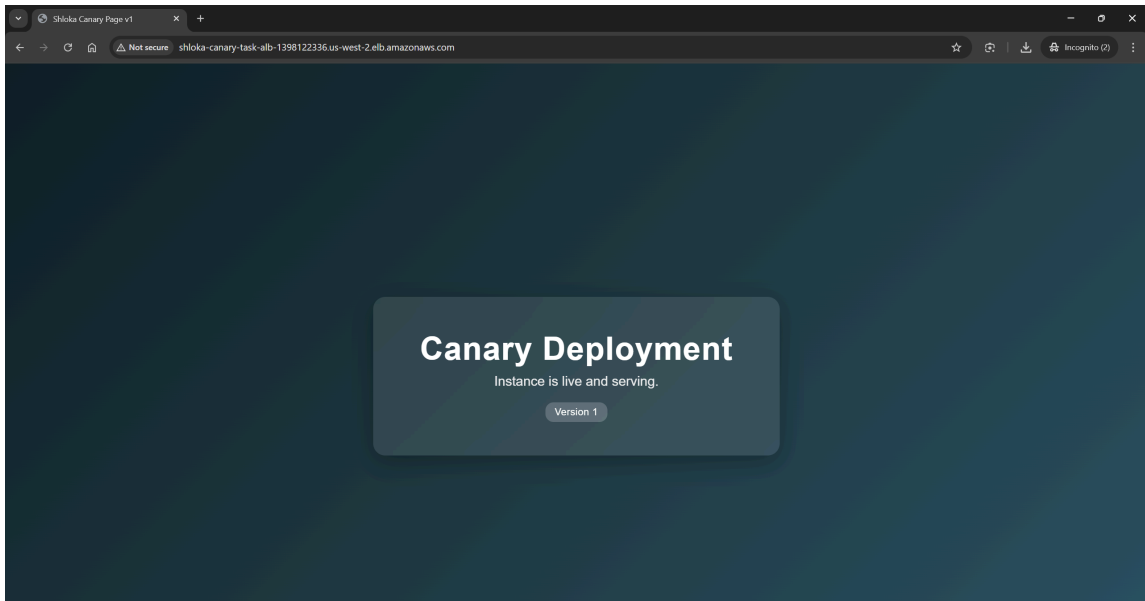 Shloka Canary Page v1
Not secure shloka-canary-task-alb-1398122336.us-west-2.elb.amazonaws.com Incognito (2)
Canary Deployment
Instance is live and serving.
Version 1